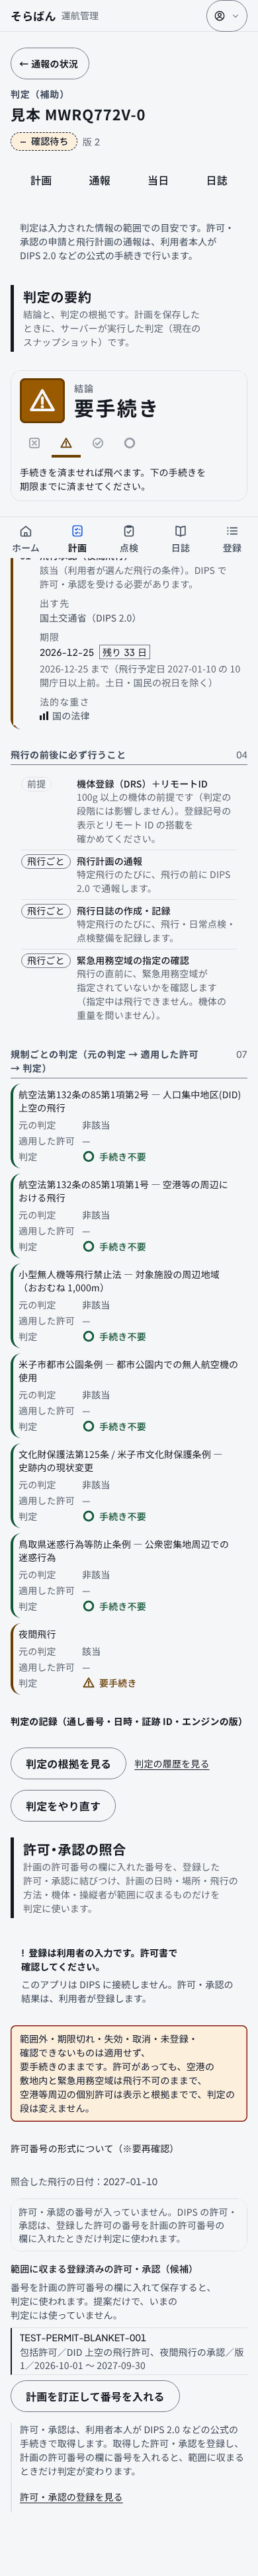 そらばん 運航管理
← 通報の状況
判定（補助）
見本 MWRQ772V-0
− 確認待ち 版 2
計画 通報 当日 日誌
判定は入力された情報の範囲での目安です。許可・
承認の申請と飛行計画の通報は、利用者本人が
DIPS 2.0 などの公式の手続きで行います。
判定の要約
結論と、判定の根拠です。計画を保存した
ときに、サーバーが実行した判定（現在の
スナップショット）です。
結論
要手続き
手続きを済ませれば飛べます。下の手続きを
期限までに済ませてください。
ホーム 計画 点検 日誌 登録
該当（利用者が選んだ飛行の条件）。DIPS で
許可・承認を受ける必要があります。
出す先
国土交通省（DIPS 2.0）
期限
2026-12-25 残り 33 日
2026-12-25 まで（飛行予定日 2027-01-10 の 10
開庁日以上前。土日・国民の祝日を除く）
法的な重さ
国の法律
飛行の前後に必ず行うこと 04
前提 機体登録（DRS）＋リモートID
100g 以上の機体の前提です（判定の
段階には影響しません）。登録記号の
表示とリモート ID の搭載を
確かめてください。
飛行ごと 飛行計画の通報
特定飛行のたびに、飛行の前に DIPS
2.0 で通報します。
飛行ごと 飛行日誌の作成・記録
特定飛行のたびに、飛行・日常点検・
点検整備を記録します。
飛行ごと 緊急用務空域の指定の確認
飛行の直前に、緊急用務空域が
指定されていないかを確認します
（指定中は飛行できません。機体の
重量を問いません）。
規制ごとの判定（元の判定 → 適用した許可
→ 判定） 07
航空法第132条の85第1項第2号 — 人口集中地区(DID)
上空の飛行
元の判定 非該当
適用した許可 —
判定 手続き不要
航空法第132条の85第1項第1号 — 空港等の周辺に
おける飛行
元の判定 非該当
適用した許可 —
判定 手続き不要
小型無人機等飛行禁止法 — 対象施設の周辺地域
（おおむね 1,000m）
元の判定 非該当
適用した許可 —
判定 手続き不要
米子市都市公園条例 — 都市公園内での無人航空機の
使用
元の判定 非該当
適用した許可 —
判定 手続き不要
文化財保護法第125条 / 米子市文化財保護条例 —
史跡内の現状変更
元の判定 非該当
適用した許可 —
判定 手続き不要
鳥取県迷惑行為等防止条例 — 公衆密集地周辺での
迷惑行為
元の判定 非該当
適用した許可 —
判定 手続き不要
夜間飛行
元の判定 該当
適用した許可 —
判定 要手続き
判定の記録（通し番号・日時・証跡 ID・エンジンの版）
判定の根拠を見る 判定の履歴を見る
判定をやり直す
許可・承認の照合
計画の許可番号の欄に入れた番号を、登録した
許可・承認に結びつけ、計画の日時・場所・飛行の
方法・機体・操縦者が範囲に収まるものだけを
判定に使います。
! 登録は利用者の入力です。許可書で
確認してください。
このアプリは DIPS に接続しません。許可・承認の
結果は、利用者が登録します。
範囲外・期限切れ・失効・取消・未登録・
確認できないものは適用せず、
要手続きのままです。許可があっても、空港の
敷地内と緊急用務空域は飛行不可のままで、
空港等周辺の個別許可は表示と根拠までで、判定の
段は変えません。
許可番号の形式について（※要再確認）
照合した飛行の日付：2027-01-10
許可・承認の番号が入っていません。DIPS の許可・
承認は、登録した許可の番号を計画の許可番号の
欄に入れたときだけ判定に使われます。
範囲に収まる登録済みの許可・承認（候補）
番号を計画の許可番号の欄に入れて保存すると、
判定に使われます。提案だけで、いまの
判定には使っていません。
TEST-PERMIT-BLANKET-001
包括許可／DID 上空の飛行許可、夜間飛行の承認／版
1／2026-10-01 〜 2027-09-30
計画を訂正して番号を入れる
許可・承認は、利用者本人が DIPS 2.0 などの公式の
手続きで取得します。取得した許可・承認を登録し、
計画の許可番号の欄に番号を入れると、範囲に収まる
ときだけ判定が変わります。
許可・承認の登録を見る